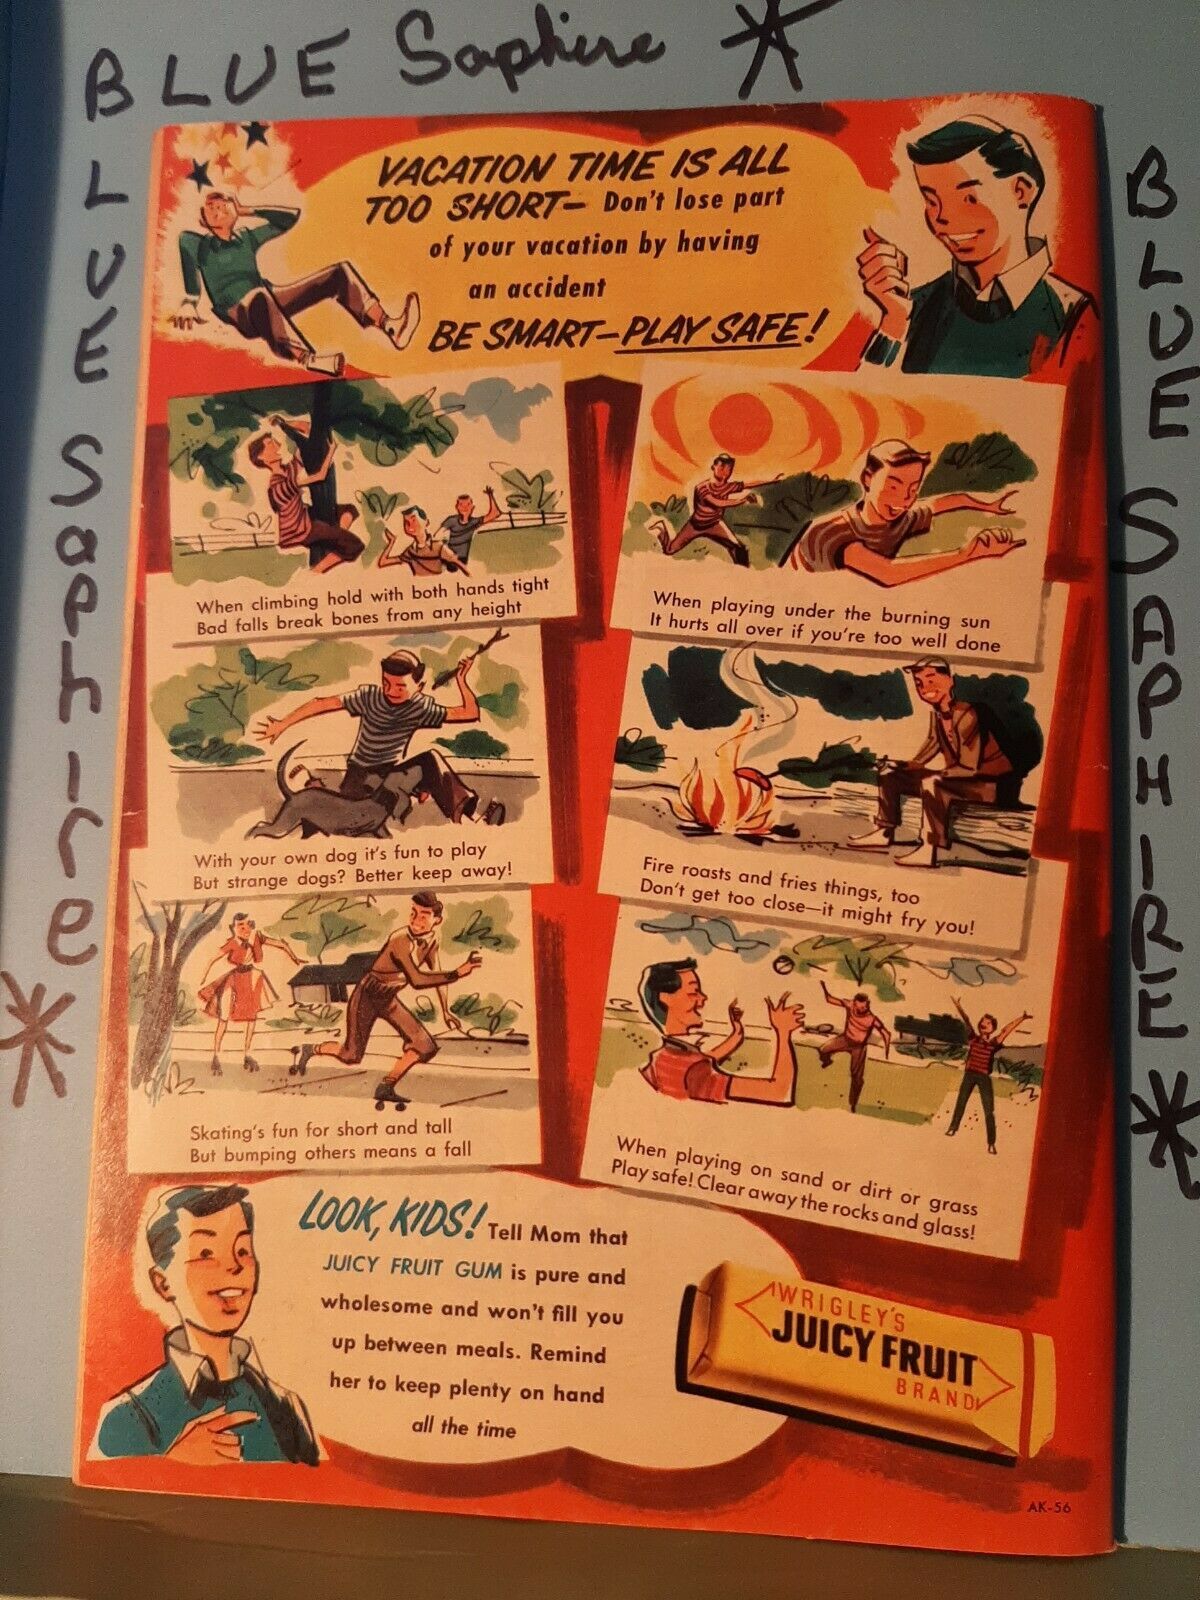 BLUE Saphire *
BLUE Saphire *
BLUE SAPHIRE *
VACATION TIME IS ALL
TOO SHORT— Don't lose part
of your vacation by having
an accident
BE SMART—PLAY SAFE!
When climbing hold with both hands tight
Bad falls break bones from any height
When playing under the burning sun
It hurts all over if you're too well done
With your own dog it's fun to play
But strange dogs? Better keep away!
Fire roasts and fries things, too
Don't get too close—it might fry you!
Skating's fun for short and tall
But bumping others means a fall
When playing on sand or dirt or grass
Play safe! Clear away the rocks and glass!
LOOK, KIDS! Tell Mom that
JUICY FRUIT GUM is pure and
wholesome and won't fill you
up between meals. Remind
her to keep plenty on hand
all the time
WRIGLEY'S
JUICY FRUIT
BRAND
AK-56